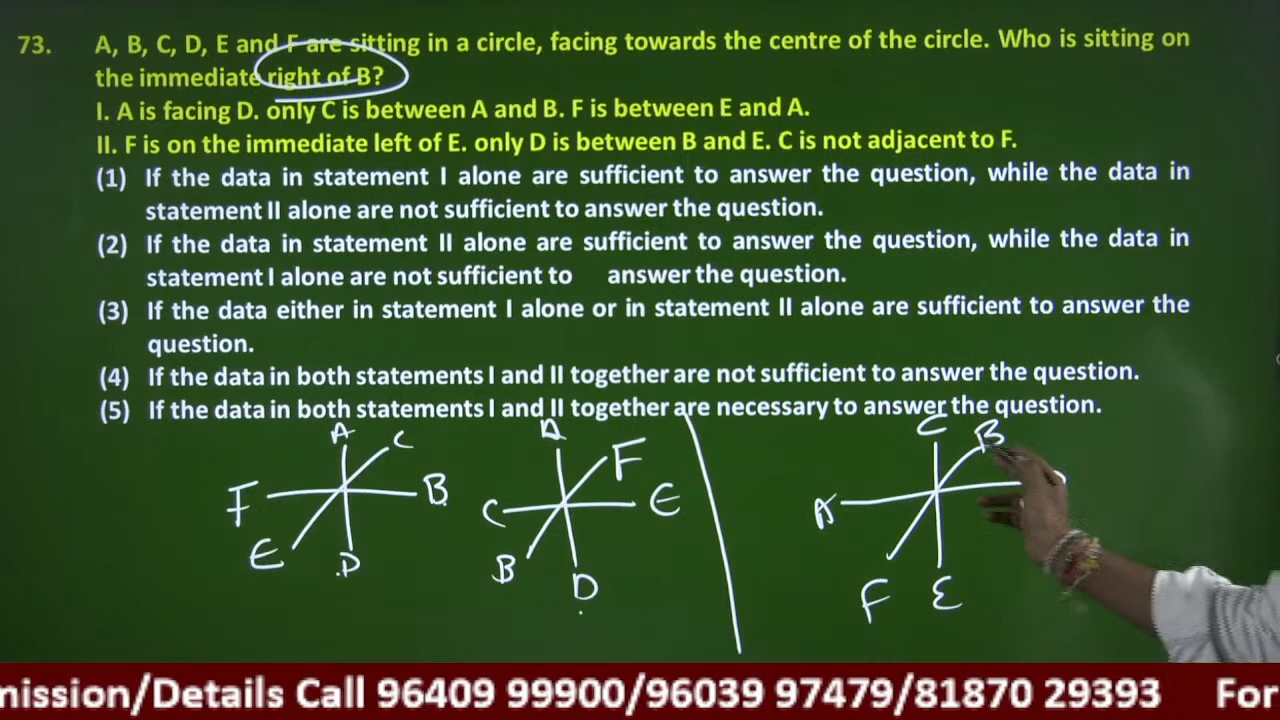 73. A, B, C, D, E and F are sitting in a circle, facing towards the centre of the circle. Who is sitting on
the immediate right of B?
I. A is facing D. only C is between A and B. F is between E and A.
II. F is on the immediate left of E. only D is between B and E. C is not adjacent to F.
(1) If the data in statement I alone are sufficient to answer the question, while the data in
statement II alone are not sufficient to answer the question.
(2) If the data in statement II alone are sufficient to answer the question, while the data in
statement I alone are not sufficient to answer the question.
(3) If the data either in statement I alone or in statement II alone are sufficient to answer the
question.
(4) If the data in both statements I and II together are not sufficient to answer the question.
(5) If the data in both statements I and II together are necessary to answer the question.
A C
F B
E D
A F
C E
B D
C B
A
F E
mission/Details Call 96409 99900/96039 97479/81870 29393 For